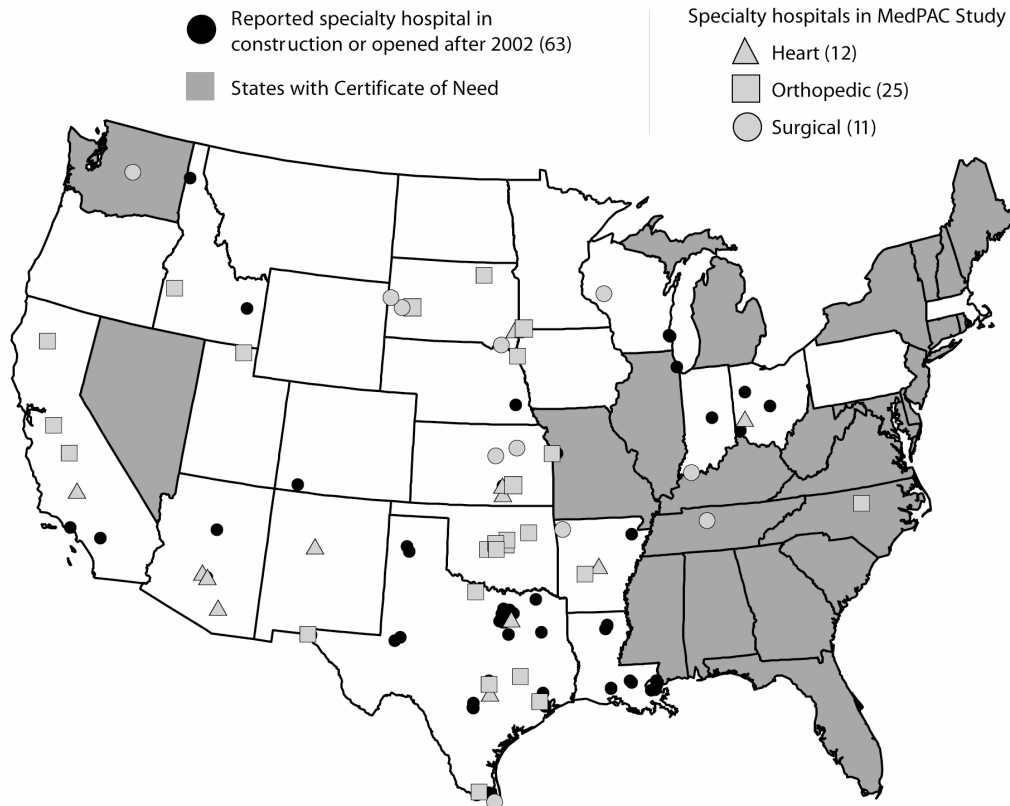 Reported specialty hospital in
construction or opened after 2002 (63)
States with Certificate of Need
Specialty hospitals in MedPAC Study
Heart (12)
Orthopedic (25)
Surgical (11)